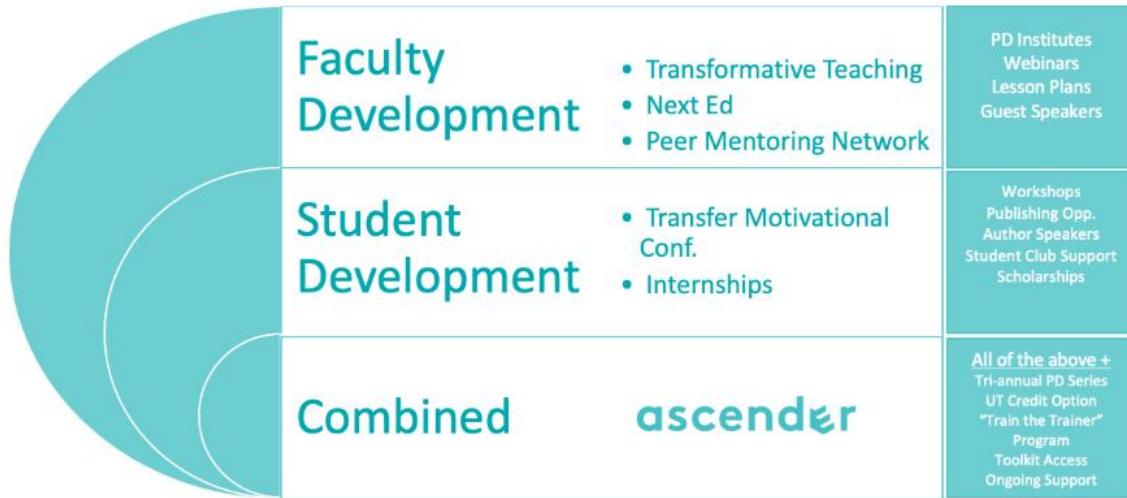 Faculty
Development
• Transformative Teaching
• Next Ed
• Peer Mentoring Network
PD Institutes
Webinars
Lesson Plans
Guest Speakers
Student
Development
• Transfer Motivational
Conf.
• Internships
Workshops
Publishing Opp.
Author Speakers
Student Club Support
Scholarships
Combined
ascender
All of the above +
Tri-annual PD Series
UT Credit Option
"Train the Trainer"
Program
Toolkit Access
Ongoing Support